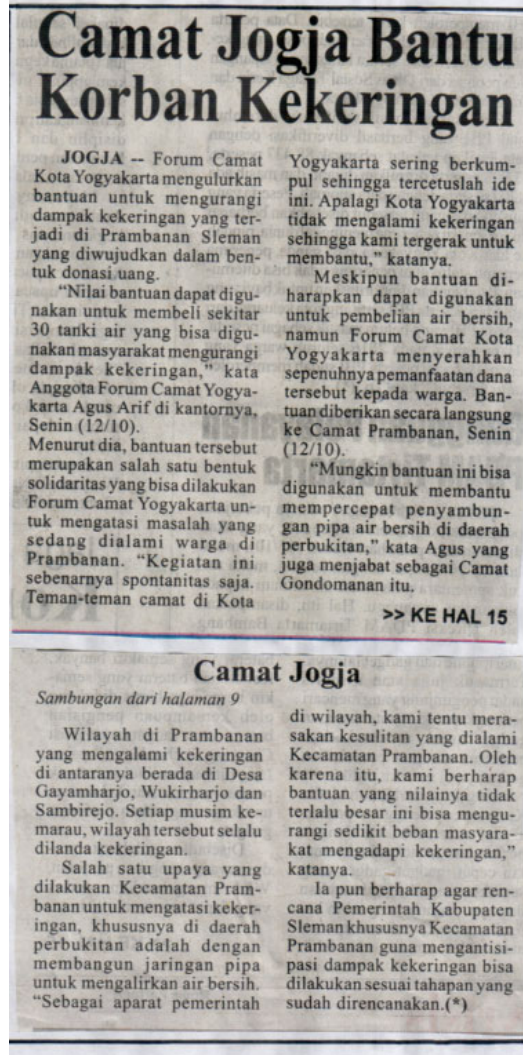 Camat Jogja Bantu
Korban Kekeringan
JOGJA -- Forum Camat
Kota Yogyakarta mengulurkan
bantuan untuk mengurangi
dampak kekeringan yang ter-
jadi di Prambanan Sleman
yang diwujudkan dalam ben-
tuk donasi uang.
“Nilai bantuan dapat digu-
nakan untuk membeli sekitar
30 tanki air yang bisa digu-
nakan masyarakat mengurangi
dampak kekeringan,” kata
Anggota Forum Camat Yogya-
karta Agus Arif di kantornya,
Senin (12/10).
Menurut dia, bantuan tersebut
merupakan salah satu bentuk
solidaritas yang bisa dilakukan
Forum Camat Yogyakarta un-
tuk mengatasi masalah yang
sedang dialami warga di
Prambanan. “Kegiatan ini
sebenarnya spontanitas saja.
Teman-teman camat di Kota
Yogyakarta sering berkum-
pul sehingga tercetuslah ide
ini. Apalagi Kota Yogyakarta
tidak mengalami kekeringan
sehingga kami tergerak untuk
membantu,” katanya.
Meskipun bantuan di-
harapkan dapat digunakan
untuk pembelian air bersih,
namun Forum Camat Kota
Yogyakarta menyerahkan
sepenuhnya pemanfaatan dana
tersebut kepada warga. Ban-
tuan diberikan secara langsung
ke Camat Prambanan, Senin
(12/10).
“Mungkin bantuan ini bisa
digunakan untuk membantu
mempercepat penyambun-
gan pipa air bersih di daerah
perbukitan,” kata Agus yang
juga menjabat sebagai Camat
Gondomanan itu.
>> KE HAL 15
Camat Jogja
Sambungan dari halaman 9
Wilayah di Prambanan
yang mengalami kekeringan
di antaranya berada di Desa
Gayamharjo, Wukirharjo dan
Sambirejo. Setiap musim ke-
marau, wilayah tersebut selalu
dilanda kekeringan.
Salah satu upaya yang
dilakukan Kecamatan Pram-
banan untuk mengatasi keker-
ingan, khususnya di daerah
perbukitan adalah dengan
membangun jaringan pipa
untuk mengalirkan air bersih.
“Sebagai aparat pemerintah
di wilayah, kami tentu mera-
sakan kesulitan yang dialami
Kecamatan Prambanan. Oleh
karena itu, kami berharap
bantuan yang nilainya tidak
terlalu besar ini bisa mengu-
rangi sedikit beban masyara-
kat mengadapi kekeringan,”
katanya.
Ia pun berharap agar ren-
cana Pemerintah Kabupaten
Sleman khususnya Kecamatan
Prambanan guna mengantisi-
pasi dampak kekeringan bisa
dilakukan sesuai tahapan yang
sudah direncanakan.(*)